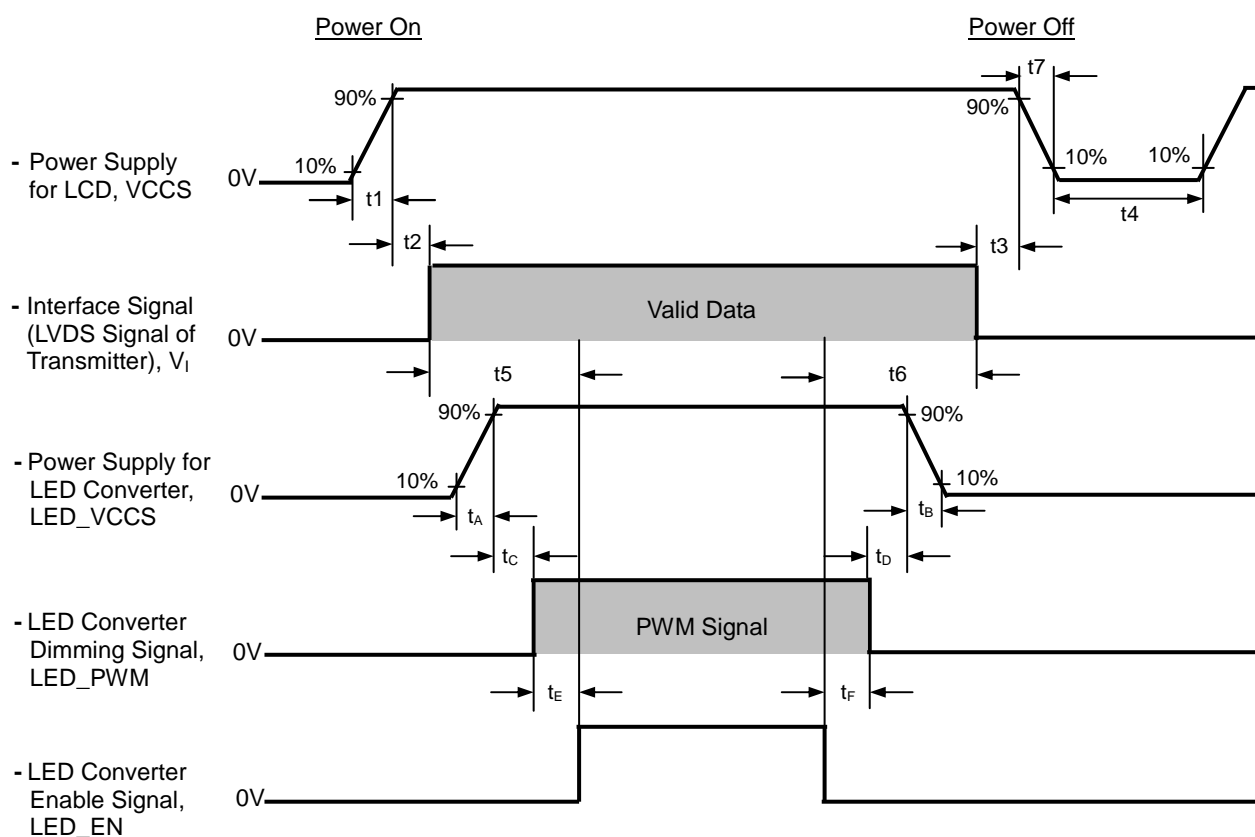 Power On
Power Off
t7
90%
90%
- Power Supply
for LCD, VCCS
0V
10%
10%
10%
t1
t4
t2
t3
- Interface Signal
(LVDS Signal of
Transmitter), VI
0V
Valid Data
t5
t6
90%
90%
- Power Supply for
LED Converter,
LED_VCCS
0V
10%
10%
tA
tB
tC
tD
- LED Converter
Dimming Signal,
LED_PWM
0V
PWM Signal
tE
tF
- LED Converter
Enable Signal,
LED_EN
0V